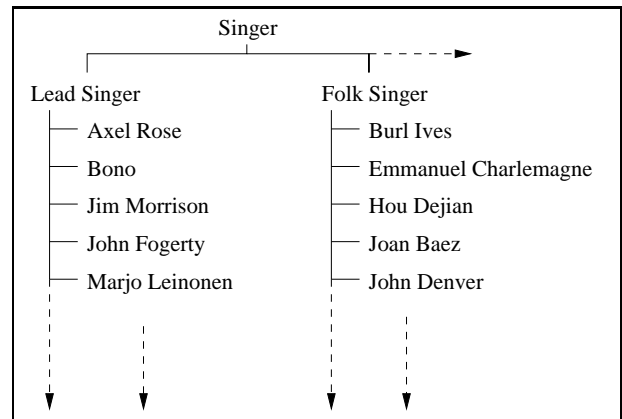 Singer
Lead Singer
Axel Rose
Bono
Jim Morrison
John Fogerty
Marjo Leinonen
Folk Singer
Burl Ives
Emmanuel Charlemagne
Hou Dejian
Joan Baez
John Denver